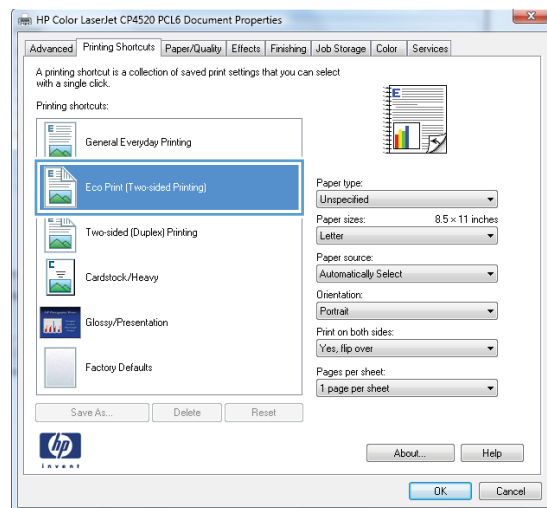 HP Color LaserJet CP4520 PCL6 Document Properties
Advanced Printing Shortcuts Paper/Quality Effects Finishing Job Storage Color Services
A printing shortcut is a collection of saved print settings that you can select
with a single click.
Printing shortcuts:
E
General Everyday Printing
E
Eco Print (Two-sided Printing)
E
Two-sided (Duplex) Printing
E
Cardstock/Heavy
Glossy/Presentation
Factory Defaults
Save As... Delete Reset
E
Paper type:
Unspecified
Paper sizes: 8.5 × 11 inches
Letter
Paper source:
Automatically Select
Orientation:
Portrait
Print on both sides:
Yes, flip over
Pages per sheet:
1 page per sheet
hp
invent
About... Help
OK Cancel